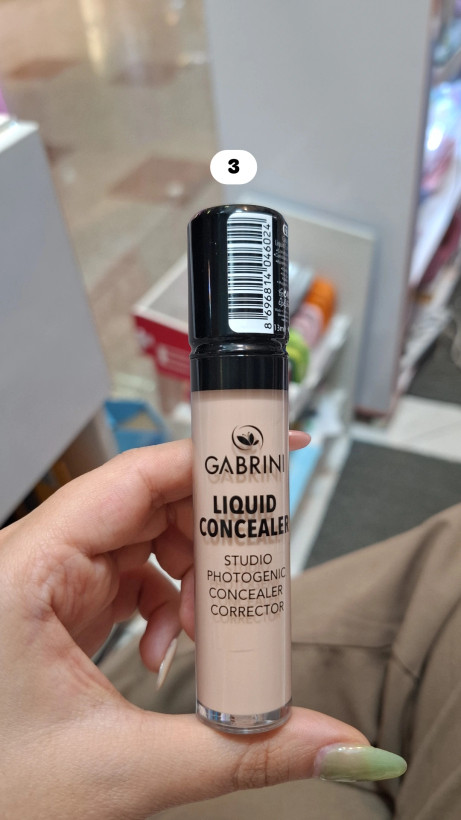 3
8 696814 046024
GABRINI
LIQUID
CONCEALER
STUDIO
PHOTOGENIC
CONCEALER
CORRECTOR